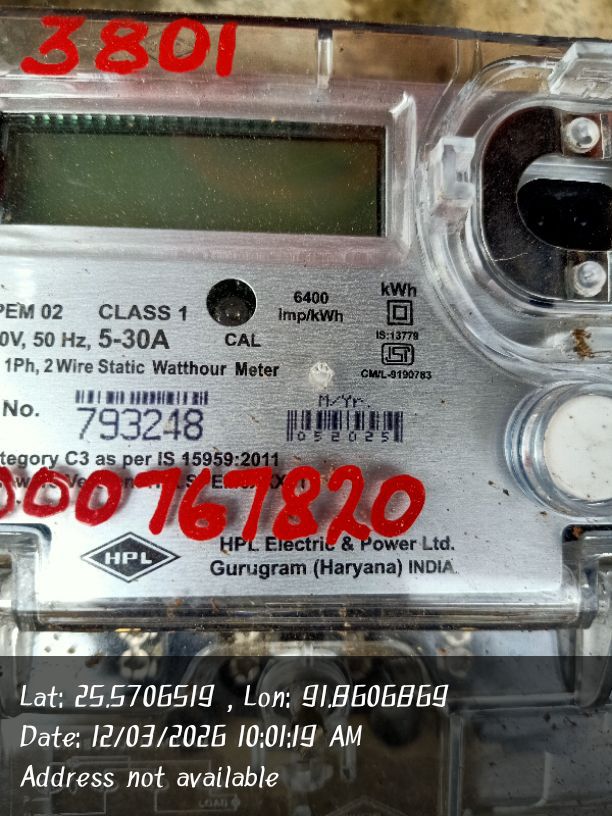 3801
kWh
6400
imp/kWh
PEM 02 CLASS 1
0V, 50 Hz, 5-30A CAL
IS:13779
1Ph, 2 Wire Static Watthour Meter
CM/L-9190783
M/Yr.
No. 793248
052025
tegory C3 as per IS 15959:2011
000767820
HPL
HPL Electric & Power Ltd.
Gurugram (Haryana) INDIA
Lat: 25.5706519 , Lon: 91.8606869
Date: 12/03/2026 10:01:19 AM
Address not available